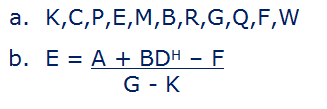 a. K,C,P,E,M,B,R,G,Q,F,W
b. E = A + BDᴴ – F
G - K